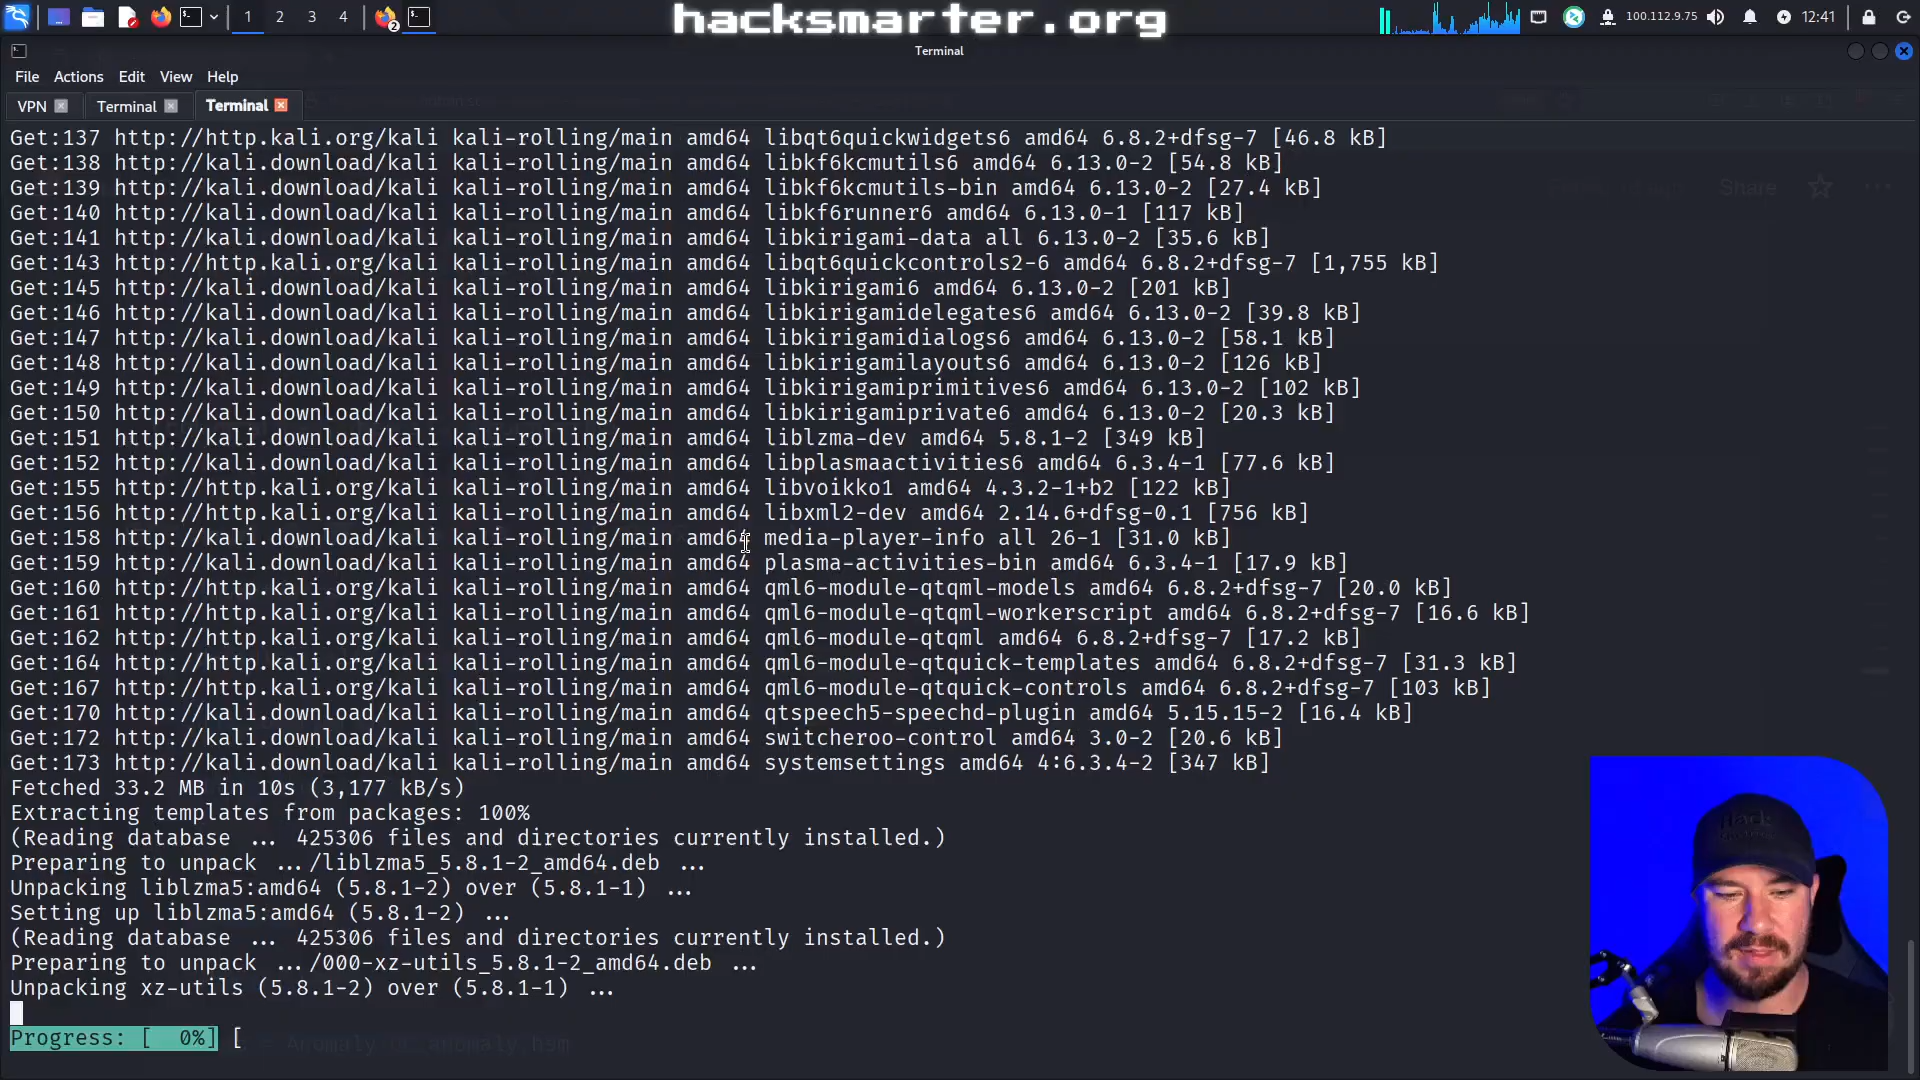 hacksmarter.org
1 2 3 4
2
100.112.9.75
12:41
Terminal
File Actions Edit View Help
VPN Terminal Terminal
Get:137 http://http.kali.org/kali kali-rolling/main amd64 libqt6quickwidgets6 amd64 6.8.2+dfsg-7 [46.8 kB]
Get:138 http://kali.download/kali kali-rolling/main amd64 libkf6kcmutils6 amd64 6.13.0-2 [54.8 kB]
Get:139 http://kali.download/kali kali-rolling/main amd64 libkf6kcmutils-bin amd64 6.13.0-2 [27.4 kB]
Get:140 http://kali.download/kali kali-rolling/main amd64 libkf6runner6 amd64 6.13.0-1 [117 kB]
Get:141 http://kali.download/kali kali-rolling/main amd64 libkirigami-data all 6.13.0-2 [35.6 kB]
Get:143 http://kali.download/kali kali-rolling/main amd64 libqt6quickcontrols2-6 amd64 6.8.2+dfsg-7 [1,755 kB]
Get:145 http://kali.download/kali kali-rolling/main amd64 libkirigami6 amd64 6.13.0-2 [201 kB]
Get:146 http://kali.download/kali kali-rolling/main amd64 libkirigamidelegates6 amd64 6.13.0-2 [39.8 kB]
Get:147 http://kali.download/kali kali-rolling/main amd64 libkirigamidialogs6 amd64 6.13.0-2 [58.1 kB]
Get:148 http://kali.download/kali kali-rolling/main amd64 libkirigamilayouts6 amd64 6.13.0-2 [126 kB]
Get:149 http://kali.download/kali kali-rolling/main amd64 libkirigamiprimitives6 amd64 6.13.0-2 [102 kB]
Get:150 http://kali.download/kali kali-rolling/main amd64 libkirigamiprivate6 amd64 6.13.0-2 [20.3 kB]
Get:151 http://kali.download/kali kali-rolling/main amd64 liblzma-dev amd64 5.8.1-2 [349 kB]
Get:152 http://kali.download/kali kali-rolling/main amd64 libplasmaactivities6 amd64 6.3.4-1 [77.6 kB]
Get:155 http://http.kali.org/kali kali-rolling/main amd64 libvoikko1 amd64 4.3.2-1+b2 [122 kB]
Get:156 http://http.kali.org/kali kali-rolling/main amd64 libxml2-dev amd64 2.14.6+dfsg-0.1 [756 kB]
Get:158 http://http.kali.org/kali kali-rolling/main amd64 media-player-info all 26-1 [31.0 kB]
Get:159 http://kali.download/kali kali-rolling/main amd64 plasma-activities-bin amd64 6.3.4-1 [17.9 kB]
Get:160 http://kali.download/kali kali-rolling/main amd64 qml6-module-qtqml-models amd64 6.8.2+dfsg-7 [20.0 kB]
Get:161 http://kali.download/kali kali-rolling/main amd64 qml6-module-qtqml-workerscript amd64 6.8.2+dfsg-7 [16.6 kB]
Get:162 http://kali.download/kali kali-rolling/main amd64 qml6-module-qtqml amd64 6.8.2+dfsg-7 [17.2 kB]
Get:164 http://kali.download/kali kali-rolling/main amd64 qml6-module-qtquick-templates amd64 6.8.2+dfsg-7 [31.3 kB]
Get:167 http://kali.download/kali kali-rolling/main amd64 qml6-module-qtquick-controls amd64 6.8.2+dfsg-7 [103 kB]
Get:170 http://kali.download/kali kali-rolling/main amd64 qtspeech5-speechd-plugin amd64 5.15.15-2 [16.4 kB]
Get:172 http://kali.download/kali kali-rolling/main amd64 switcheroo-control amd64 3.0-2 [20.6 kB]
Get:173 http://kali.download/kali kali-rolling/main amd64 systemsettings amd64 4:6.3.4-2 [347 kB]
Fetched 33.2 MB in 10s (3,177 kB/s)
Extracting templates from packages: 100%
(Reading database ... 425306 files and directories currently installed.)
Preparing to unpack .../liblzma5_5.8.1-2_amd64.deb ...
Unpacking liblzma5:amd64 (5.8.1-2) over (5.8.1-1) ...
Setting up liblzma5:amd64 (5.8.1-2) ...
(Reading database ... 425306 files and directories currently installed.)
Preparing to unpack .../000-xz-utils_5.8.1-2_amd64.deb ...
Unpacking xz-utils (5.8.1-2) over (5.8.1-1) ...
Progress: [  0%] [
Share